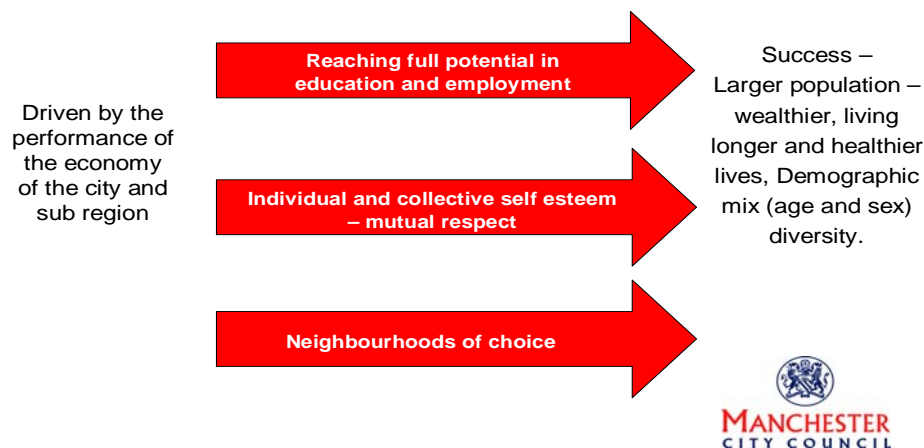 Driven by the
performance of
the economy
of the city and
sub region
Reaching full potential in
education and employment
Individual and collective self esteem
– mutual respect
Neighbourhoods of choice
Success –
Larger population –
wealthier, living
longer and healthier
lives, Demographic
mix (age and sex)
diversity.
MANCHESTER
CITY COUNCIL